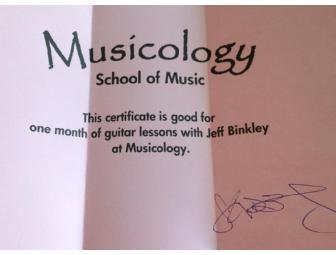 Musicology
School of Music
This certificate is good for
one month of guitar lessons with Jeff Binkley
at Musicology.